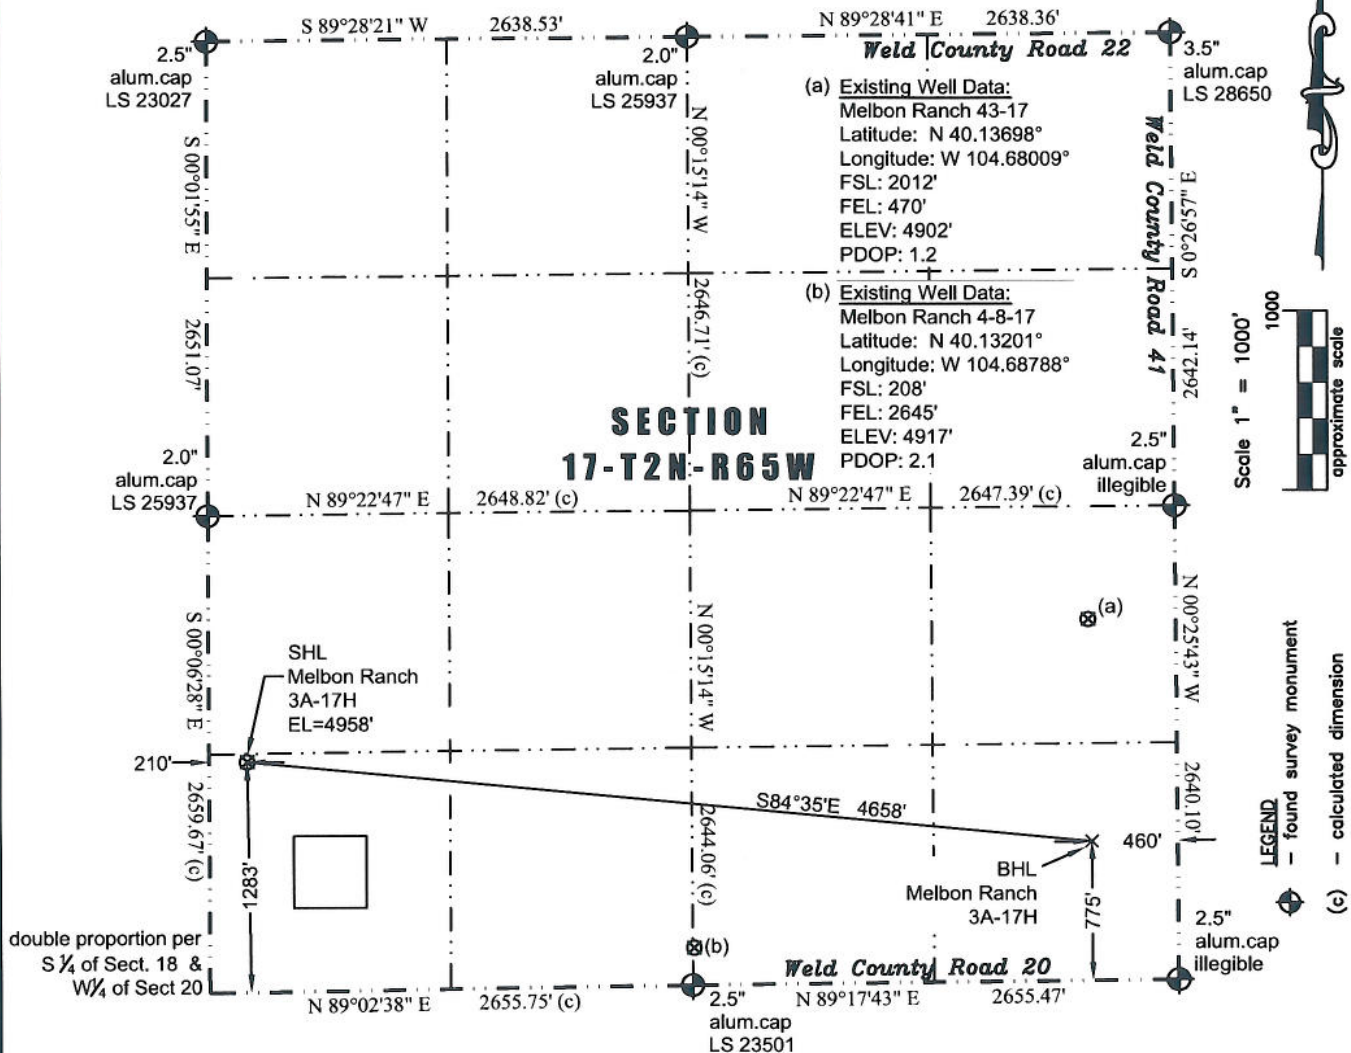 S 89°28'21" W 2638.53' N 89°28'41" E 2638.36'
Weld County Road 22
2.5"
alum.cap
LS 23027
2.0"
alum.cap
LS 25937
3.5"
alum.cap
LS 28650
(a) Existing Well Data:
Melbon Ranch 43-17
Latitude: N 40.13698°
Longitude: W 104.68009°
FSL: 2012'
FEL: 470'
ELEV: 4902'
PDOP: 1.2
(b) Existing Well Data:
Melbon Ranch 4-8-17
Latitude: N 40.13201°
Longitude: W 104.68788°
FSL: 208'
FEL: 2645'
ELEV: 4917'
PDOP: 2.1
S 00°01'55" E
2651.07'
N 00°15'14" W
2646.71' (c)
Weld County Road 41
S 0°26'57" E
2642.14'
Scale 1" = 1000'
1000
approximate scale
SECTION
17-T2N-R65W
2.0"
alum.cap
LS 25937
2.5"
alum.cap
illegible
N 89°22'47" E 2648.82' (c) N 89°22'47" E 2647.39' (c)
S 00°06'28" E
2659.67' (c)
N 00°15'14" W
2644.06' (c)
N 00°25'43" W
2640.10'
(a)
SHL
Melbon Ranch
3A-17H
EL=4958'
210'
1283'
S84°35'E 4658'
460'
775'
BHL
Melbon Ranch
3A-17H
(b)
LEGEND
– found survey monument
(c) – calculated dimension
double proportion per
S 1/4 of Sect. 18 &
W1/4 of Sect 20
Weld County Road 20
2.5"
alum.cap
illegible
N 89°02'38" E 2655.75' (c) N 89°17'43" E 2655.47'
2.5"
alum.cap
LS 23501